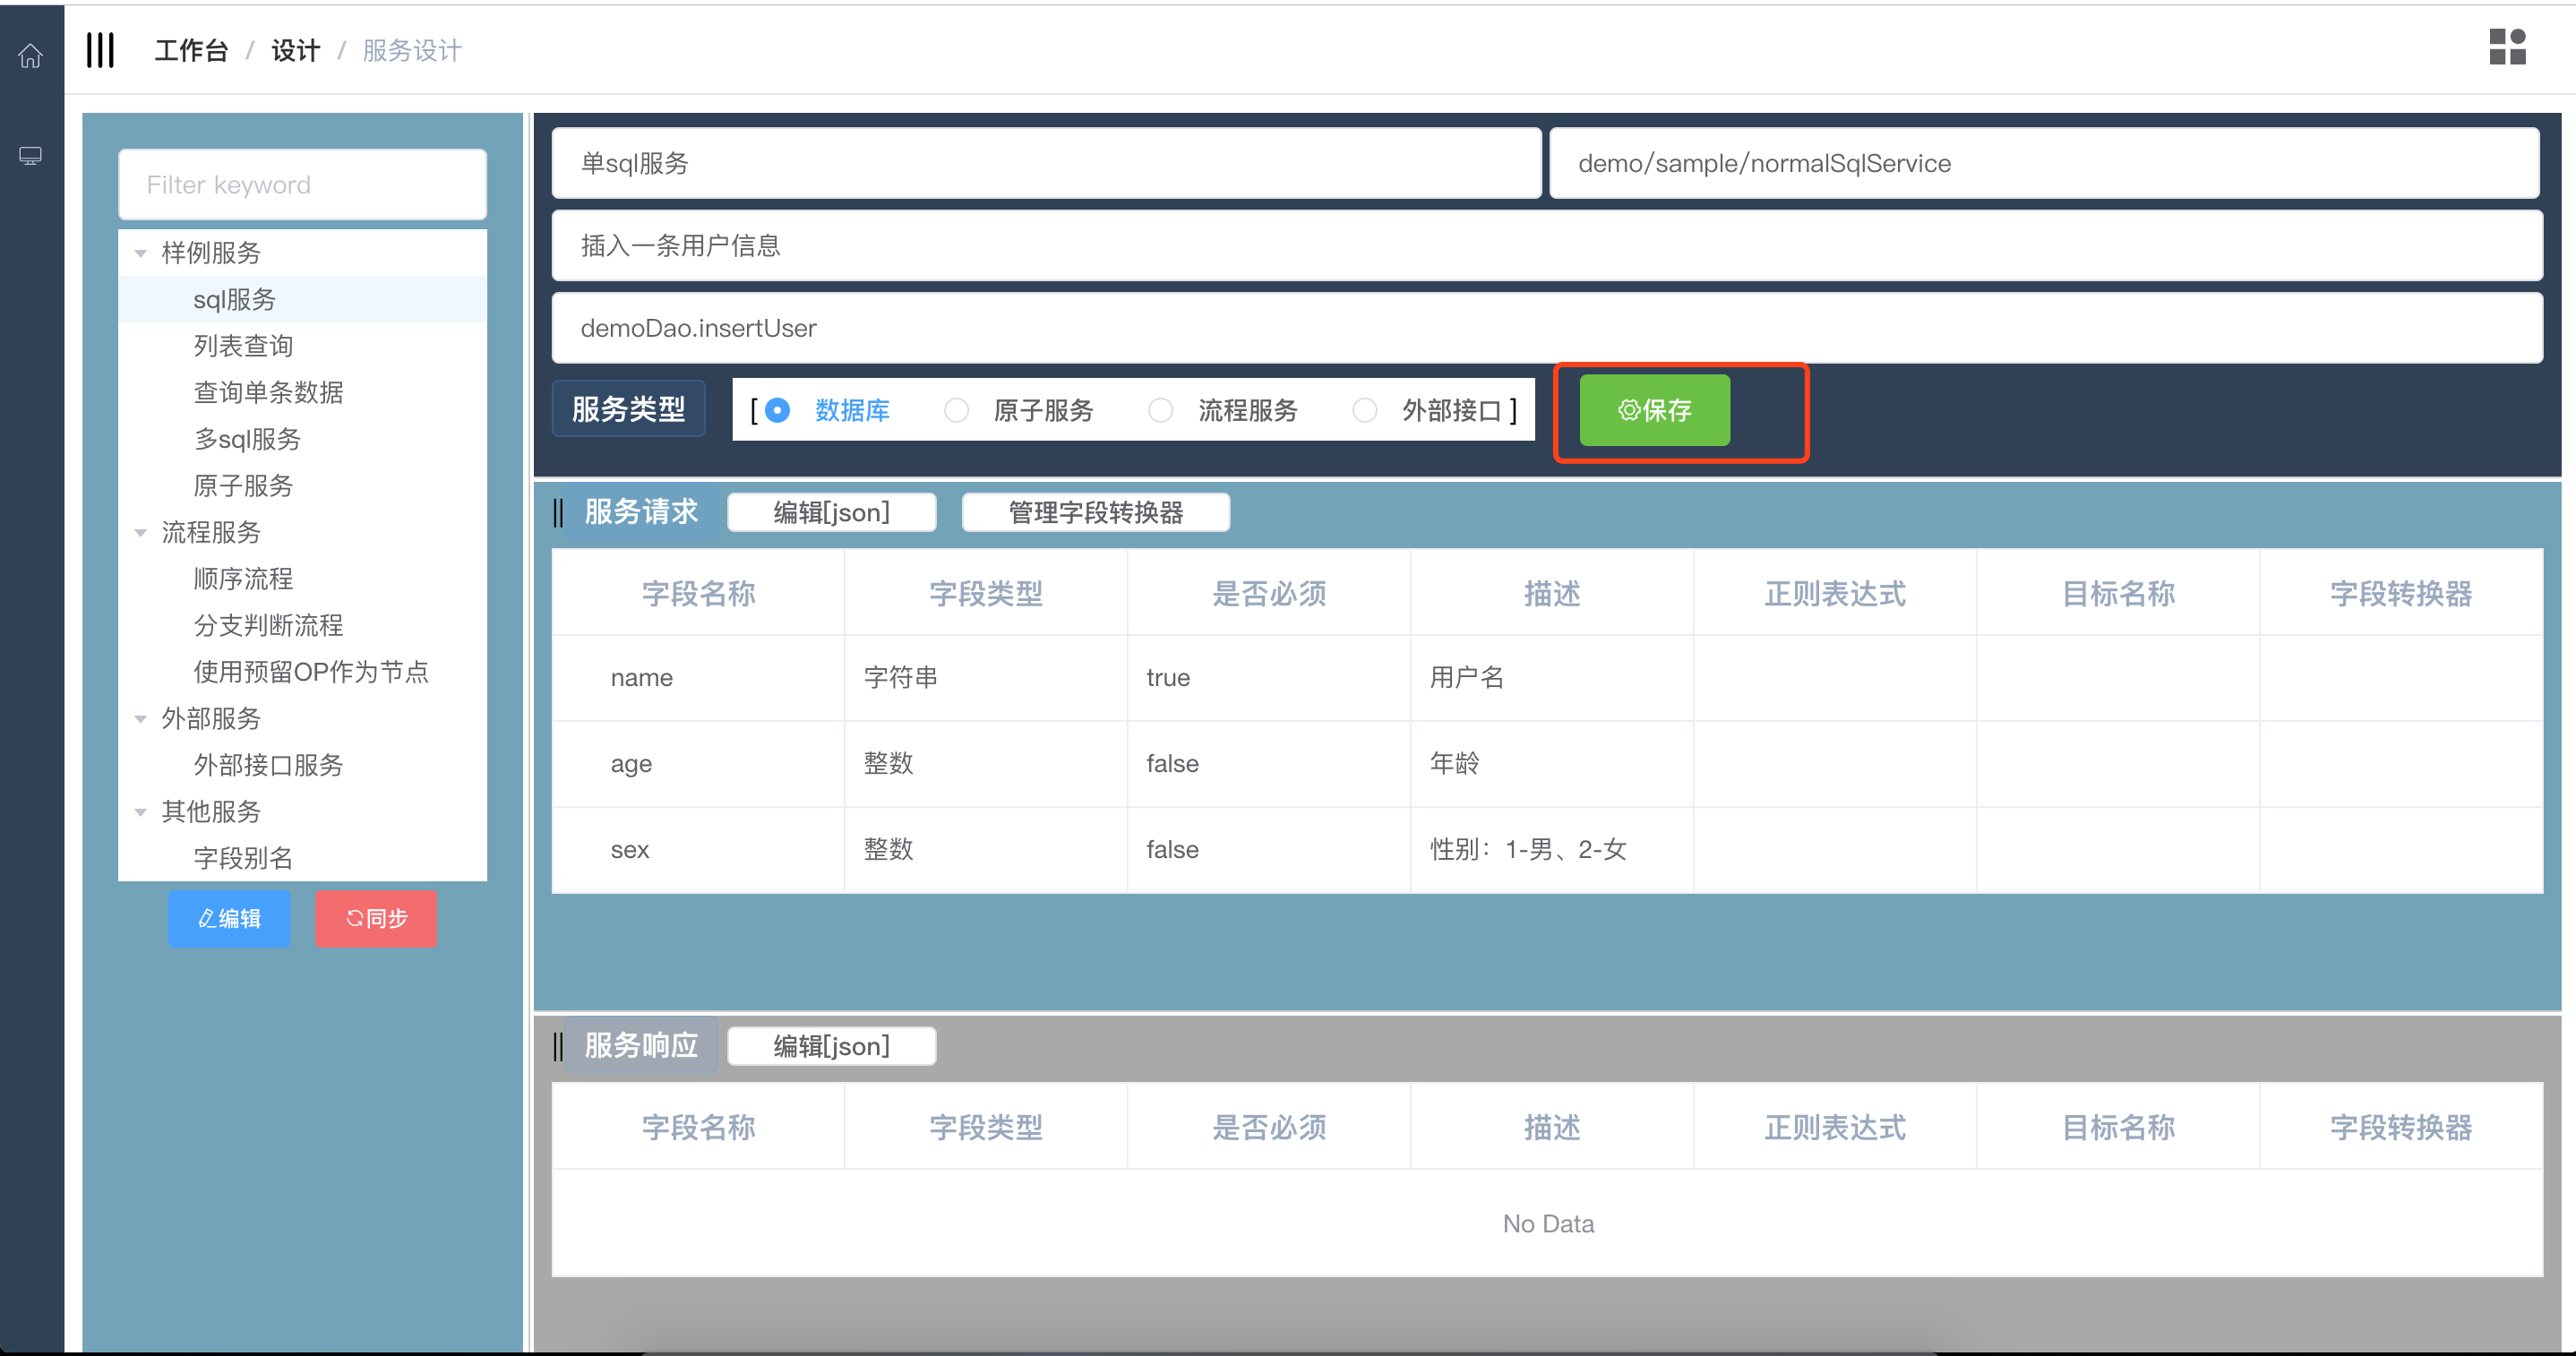 工作台 / 设计 / 服务设计
Filter keyword
样例服务
sql服务
列表查询
查询单条数据
多sql服务
原子服务
流程服务
顺序流程
分支判断流程
使用预留OP作为节点
外部服务
外部接口服务
其他服务
字段别名
编辑 同步
单sql服务 demo/sample/normalSqlService
插入一条用户信息
demoDao.insertUser
服务类型 [ 数据库 原子服务 流程服务 外部接口 ] 保存
服务请求 编辑[json] 管理字段转换器
字段名称 字段类型 是否必须 描述 正则表达式 目标名称 字段转换器
name 字符串 true 用户名
age 整数 false 年龄
sex 整数 false 性别：1-男、2-女
服务响应 编辑[json]
字段名称 字段类型 是否必须 描述 正则表达式 目标名称 字段转换器
No Data